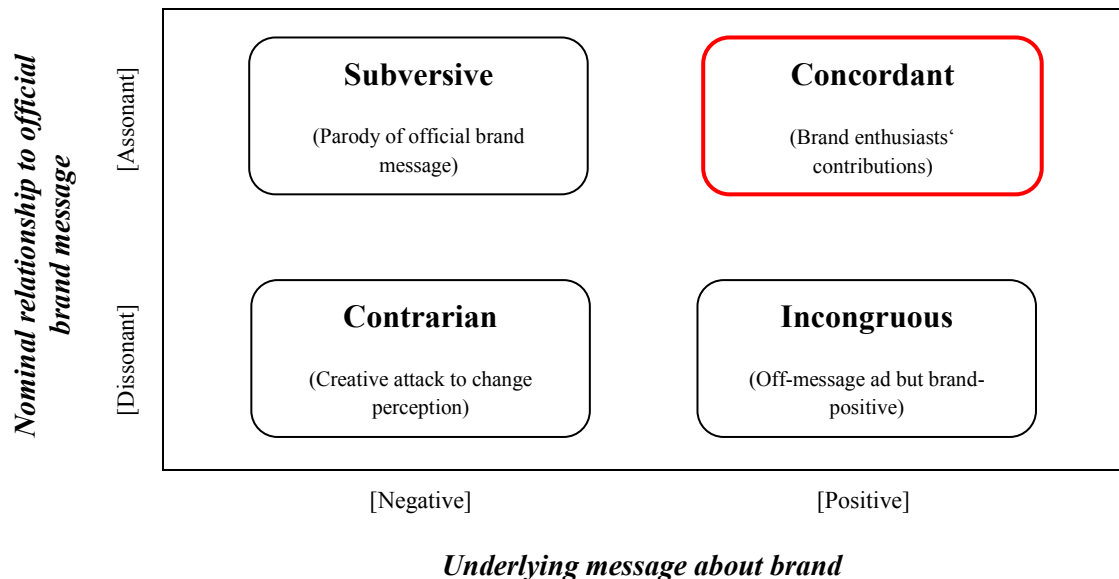 Nominal relationship to official
brand message
[Assonant]
[Dissonant]
Subversive
(Parody of official brand
message)
Concordant
(Brand enthusiasts‘
contributions)
Contrarian
(Creative attack to change
perception)
Incongruous
(Off-message ad but brand-
positive)
[Negative]
[Positive]
Underlying message about brand